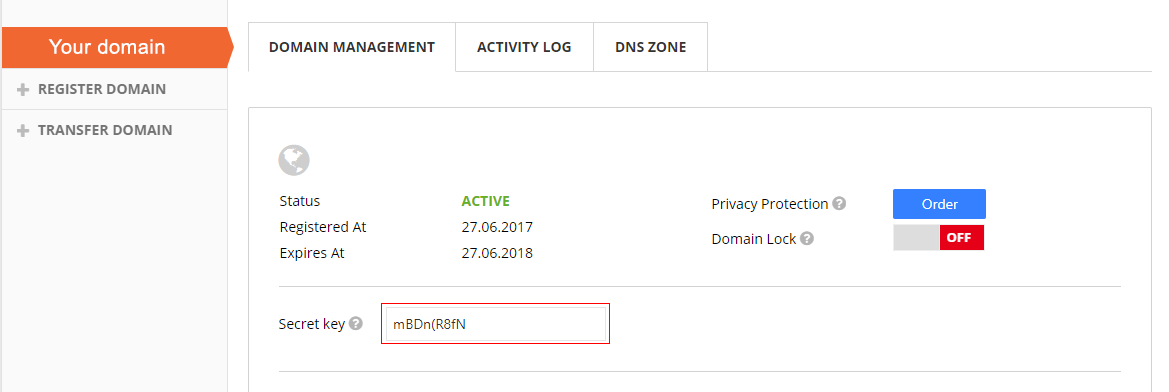 Your domain
REGISTER DOMAIN
TRANSFER DOMAIN
DOMAIN MANAGEMENT
ACTIVITY LOG
DNS ZONE
Status ACTIVE
Registered At 27.06.2017
Expires At 27.06.2018
Privacy Protection ? Order
Domain Lock ? OFF
Secret key ? mBDn(R8fN